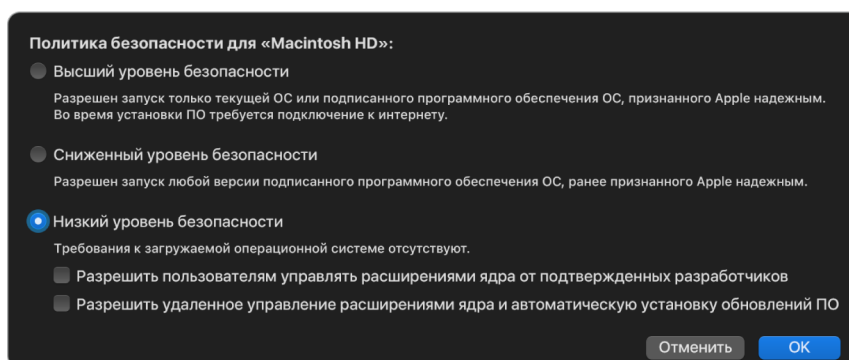 Политика безопасности для «Macintosh HD»:
Высший уровень безопасности
Разрешен запуск только текущей ОС или подписанного программного обеспечения ОС, признанного Apple надежным.
Во время установки ПО требуется подключение к интернету.
Сниженный уровень безопасности
Разрешен запуск любой версии подписанного программного обеспечения ОС, ранее признанного Apple надежным.
Низкий уровень безопасности
Требования к загружаемой операционной системе отсутствуют.
Разрешить пользователям управлять расширениями ядра от подтвержденных разработчиков
Разрешить удаленное управление расширениями ядра и автоматическую установку обновлений ПО
Отменить OK